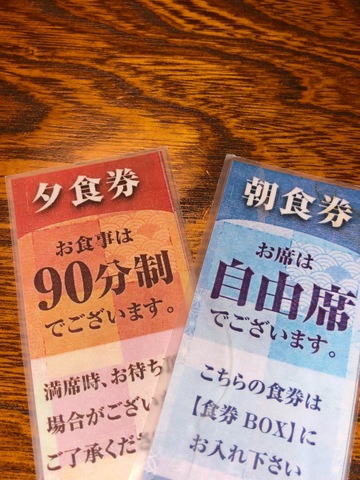 夕食券
お食事は
90分制
でございます。
満席時、お待ち
場合がござい
ご了承くださ
朝食券
お席は
自由席
でございます。
こちらの食券は
【食券BOX】に
お入れ下さい